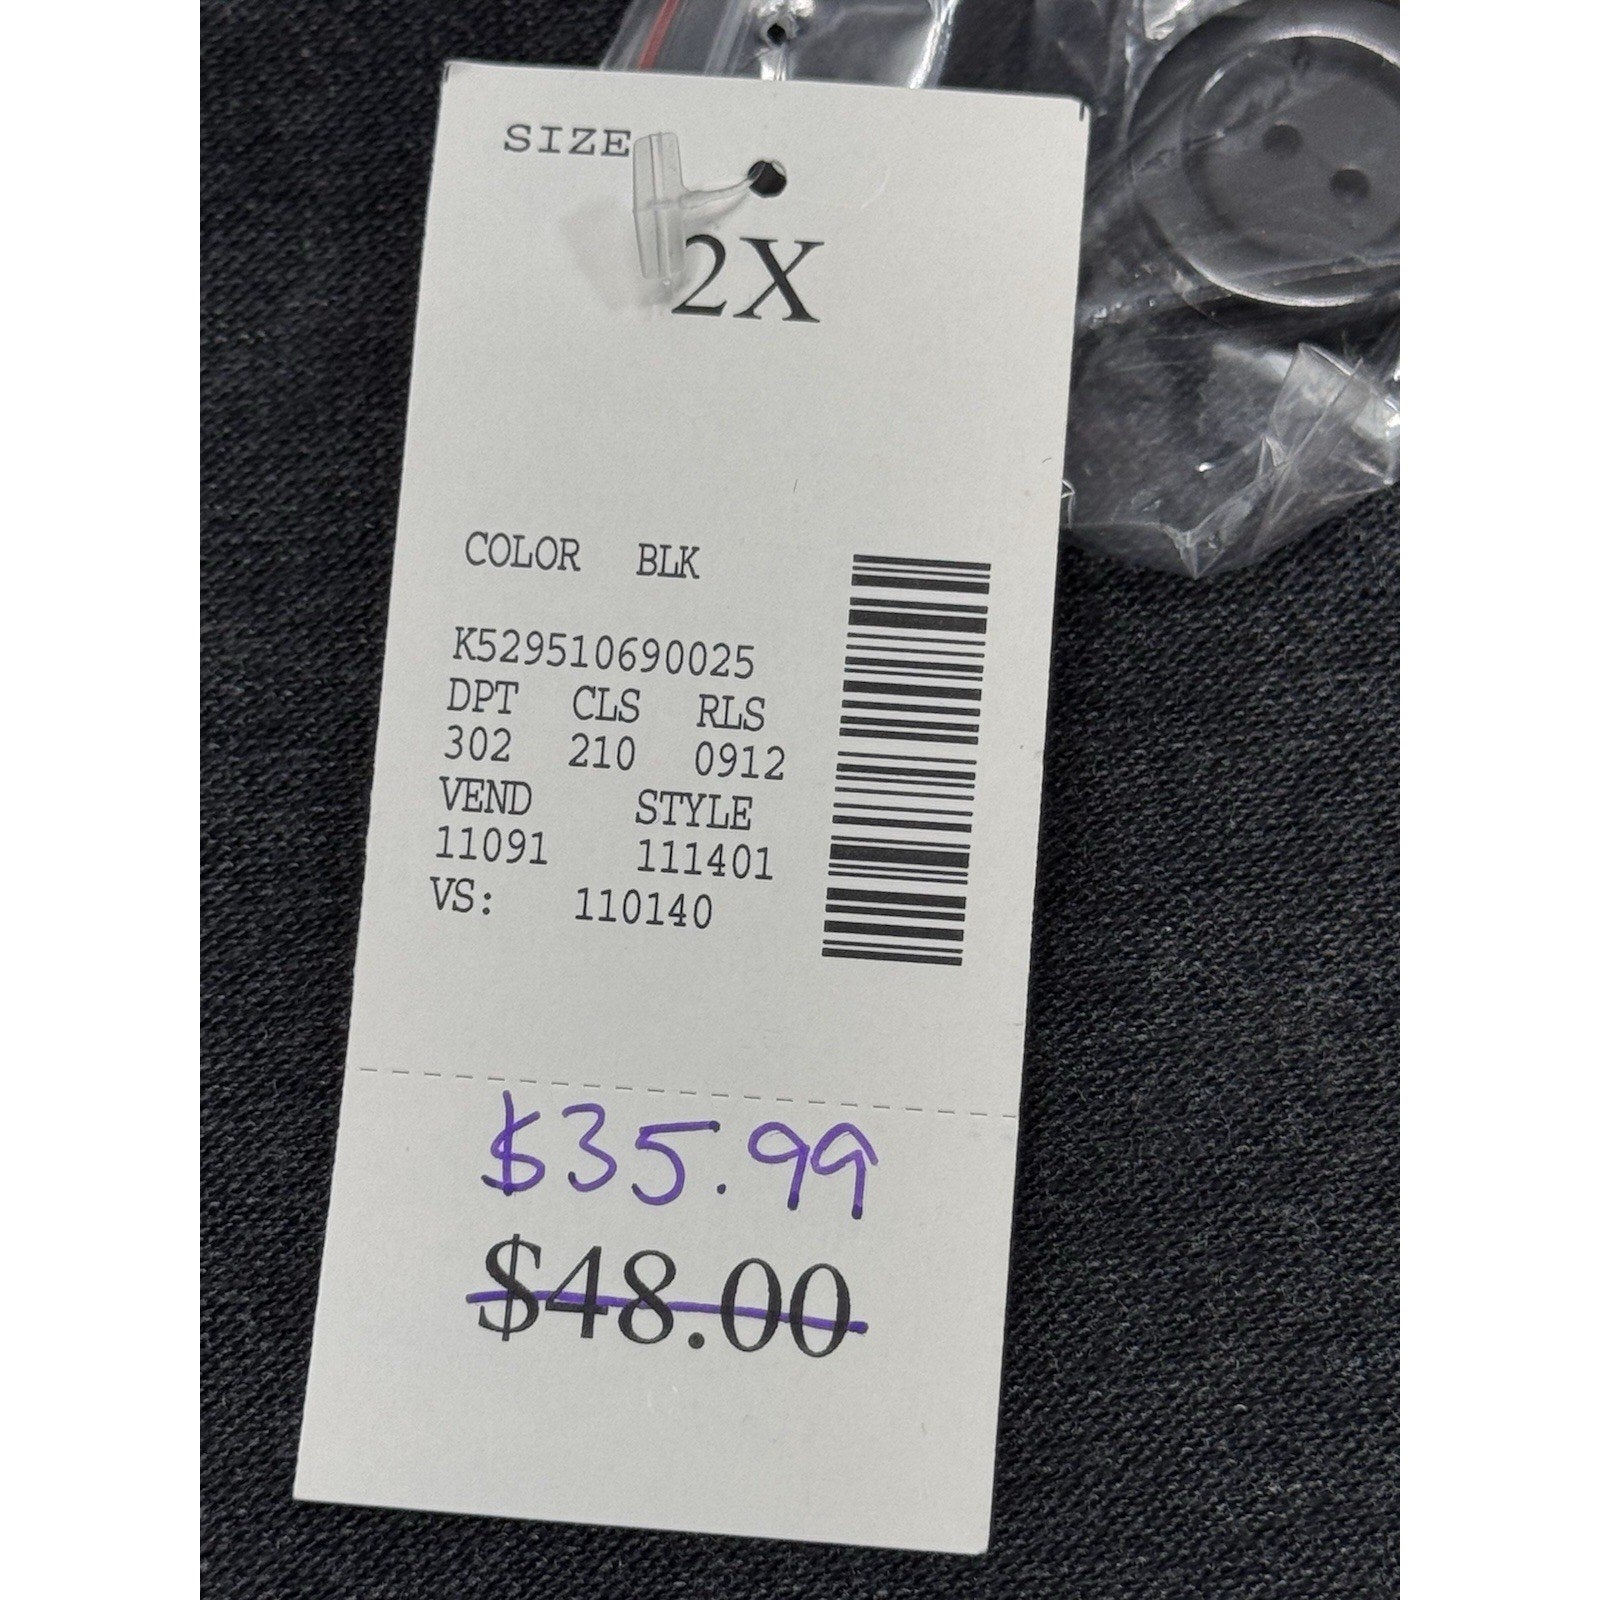 SIZE
2X
COLOR BLK
K529510690025
DPT CLS RLS
302 210 0912
VEND STYLE
11091 111401
VS: 110140
$35.99
$48.00